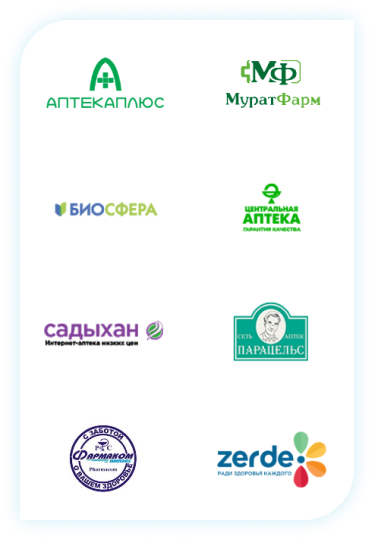 АПТЕКАПЛЮС
МФ
МуратФарм
БИОСФЕРА
ЦЕНТРАЛЬНАЯ
АПТЕКА
ГАРАНТИЯ КАЧЕСТВА
садыхан
Интернет-аптека низких цен
СЕТЬ АПТЕК
ПАРАЦЕЛЬС
С ЗАБОТОЙ
Фармаком
Pharmacom
О ВАШЕМ ЗДОРОВЬЕ
zerde
РАДИ ЗДОРОВЬЯ КАЖДОГО